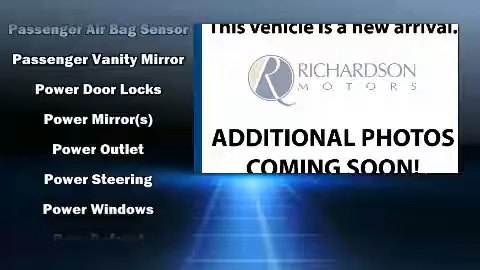 Passenger Air Bag Sensor
Passenger Vanity Mirror
Power Door Locks
Power Mirror(s)
Power Outlet
Power Steering
Power Windows
This vehicle is a new arrival.
R
RICHARDSON
MOTORS
ADDITIONAL PHOTOS
COMING SOON!